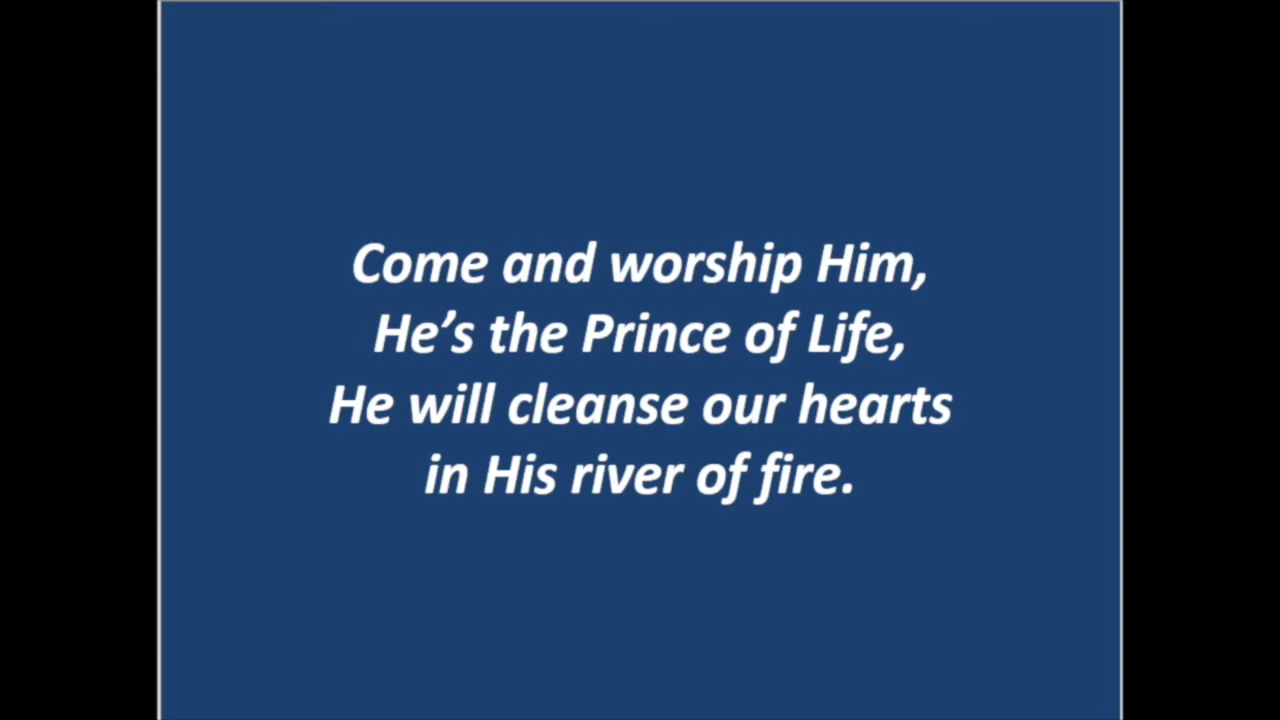 Come and worship Him,
He’s the Prince of Life,
He will cleanse our hearts
in His river of fire.